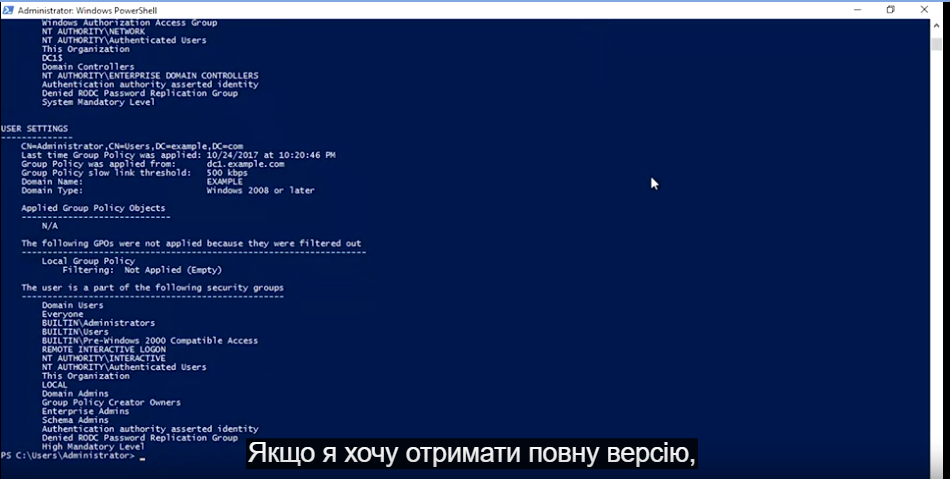 Administrator: Windows PowerShell
Windows Authorization Access Group
NT AUTHORITY\NETWORK
NT AUTHORITY\Authenticated Users
This Organization
DC1$
Domain Controllers
NT AUTHORITY\ENTERPRISE DOMAIN CONTROLLERS
Authentication authority asserted identity
Denied RODC Password Replication Group
System Mandatory Level
USER SETTINGS
--------------
CN=Administrator,CN=Users,DC=example,DC=com
Last time Group Policy was applied: 10/24/2017 at 10:20:46 PM
Group Policy was applied from: dc1.example.com
Group Policy slow link threshold: 500 kbps
Domain Name: EXAMPLE
Domain Type: Windows 2008 or later
Applied Group Policy Objects
-----------------------------
N/A
The following GPOs were not applied because they were filtered out
-------------------------------------------------------------------
Local Group Policy
Filtering: Not Applied (Empty)
The user is a part of the following security groups
---------------------------------------------------
Domain Users
Everyone
BUILTIN\Administrators
BUILTIN\Users
BUILTIN\Pre-Windows 2000 Compatible Access
REMOTE INTERACTIVE LOGON
NT AUTHORITY\INTERACTIVE
NT AUTHORITY\Authenticated Users
This Organization
LOCAL
Domain Admins
Group Policy Creator Owners
Enterprise Admins
Schema Admins
Authentication authority asserted identity
Denied RODC Password Replication Group
High Mandatory Level
PS C:\Users\Administrator> _
Якщо я хочу отримати повну версію,